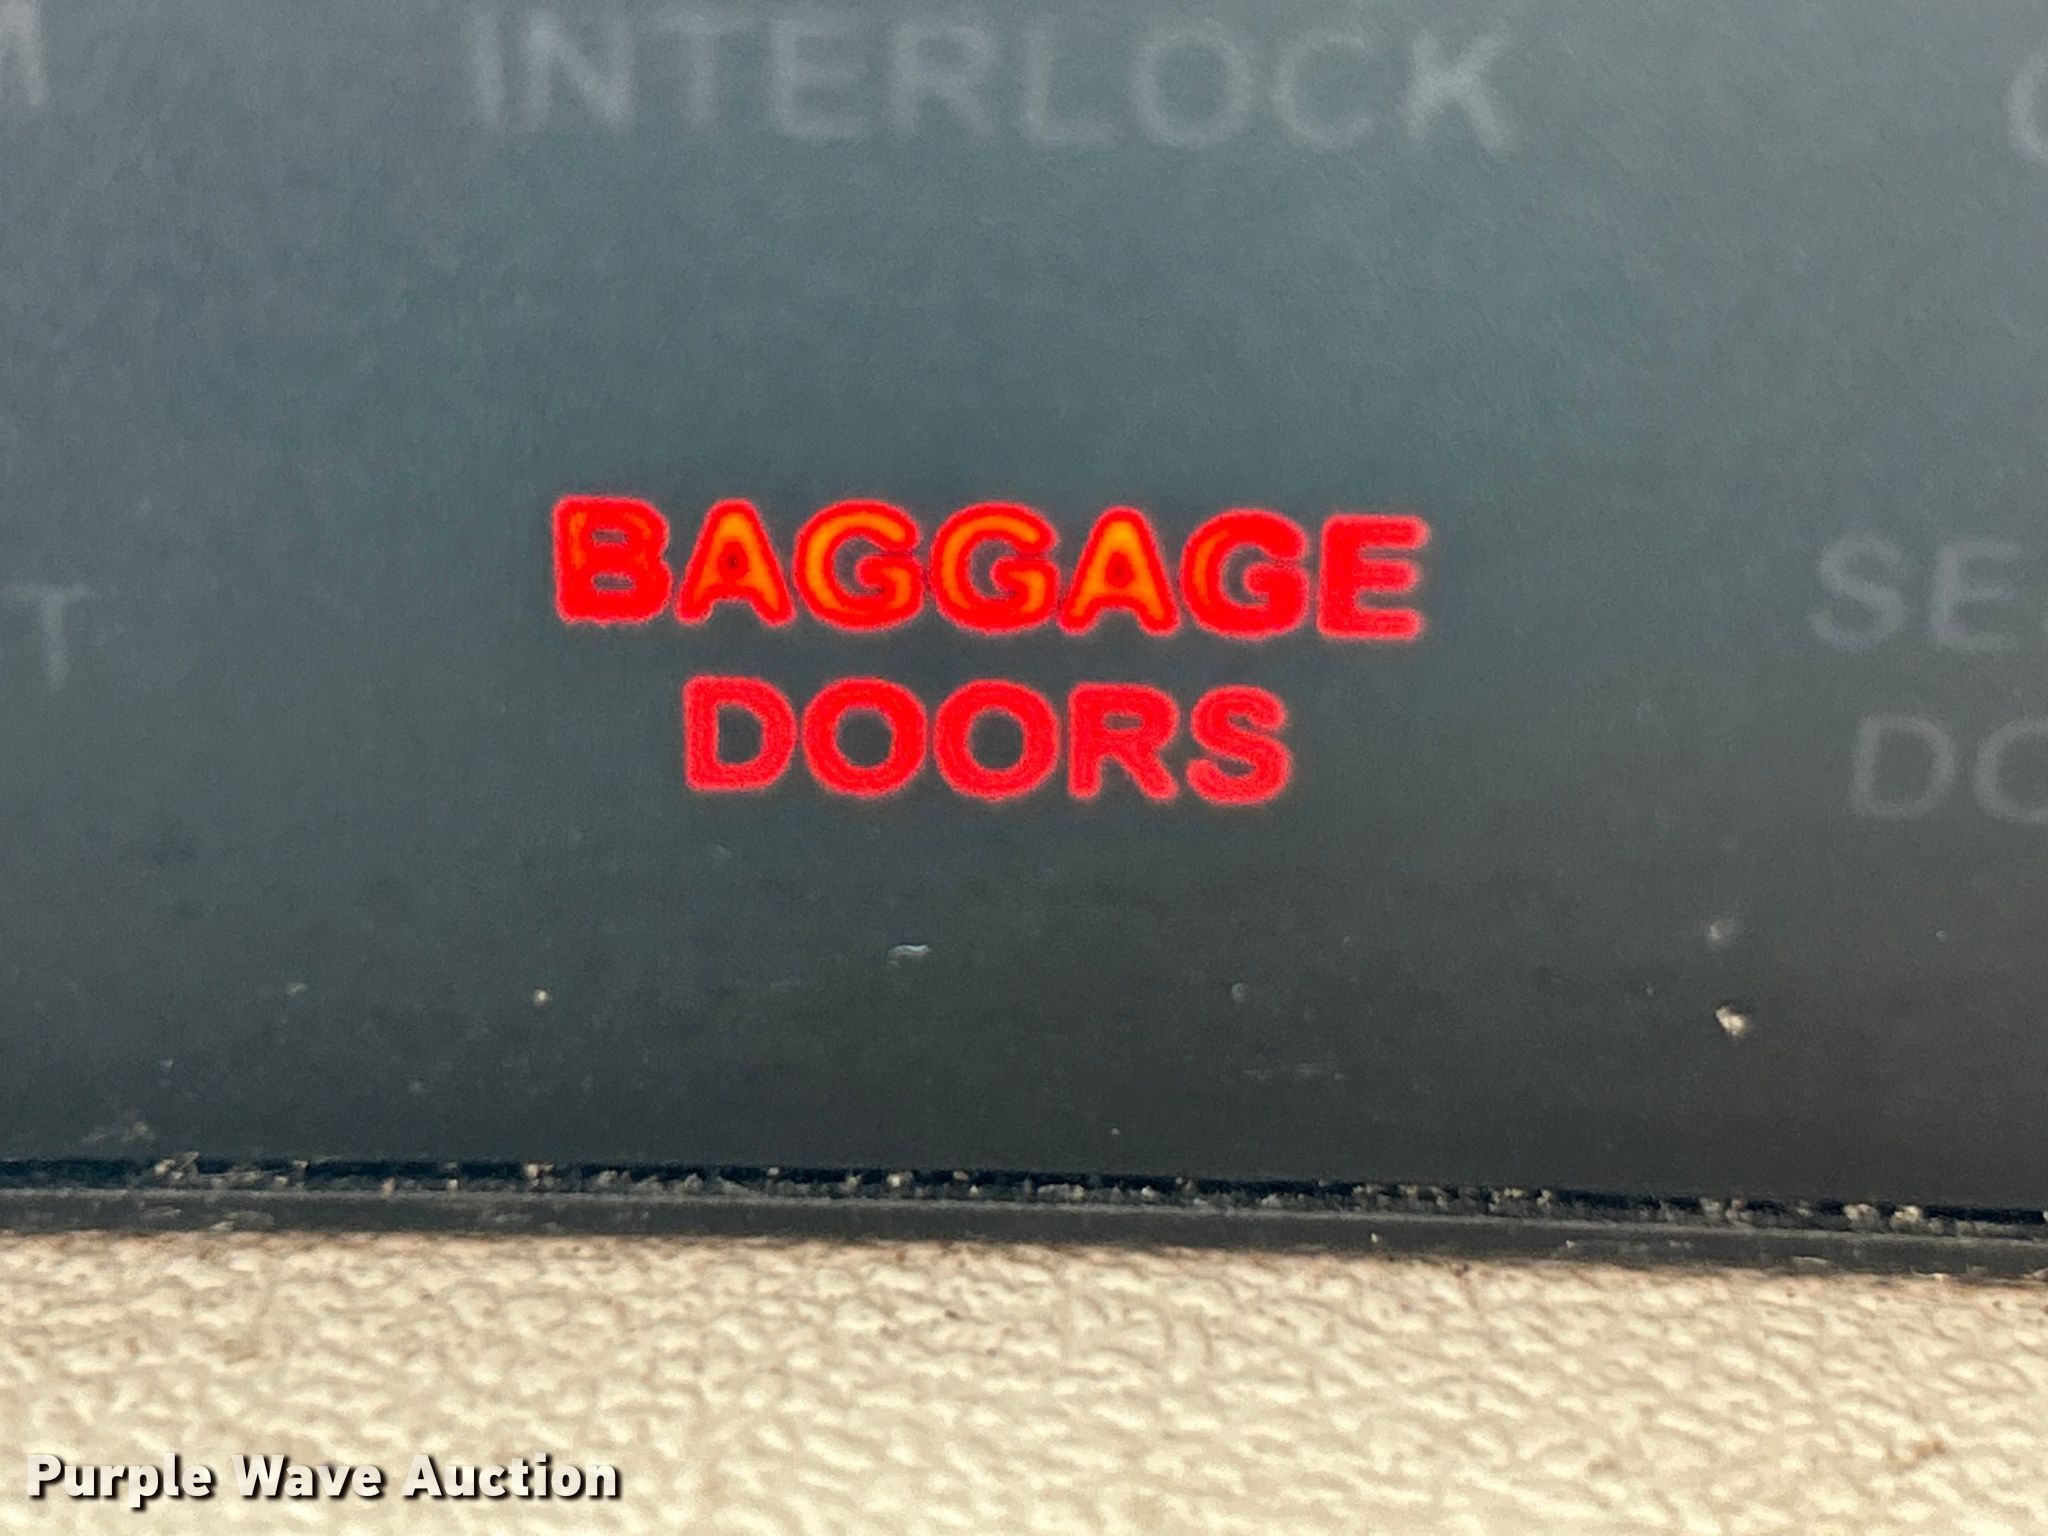 INTERLOCK
BAGGAGE
DOORS
Purple Wave Auction